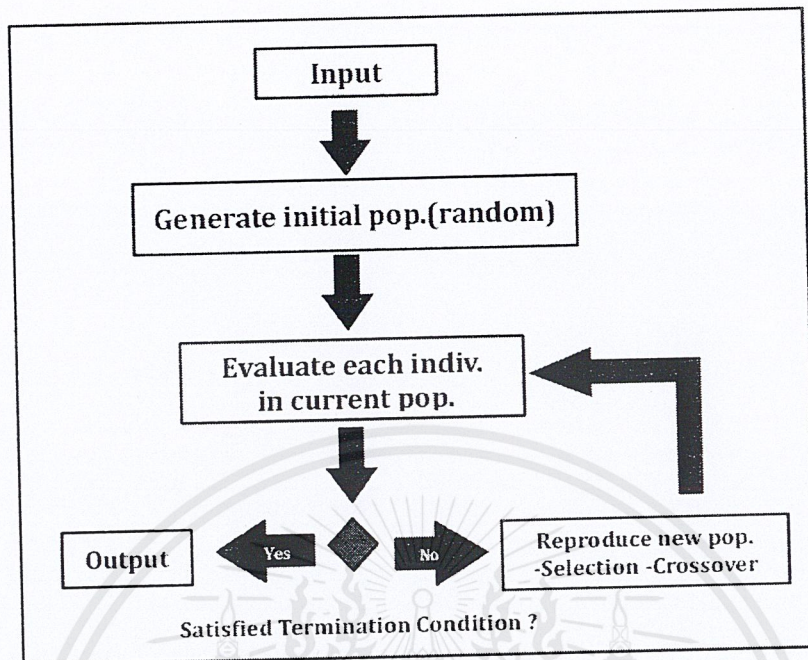 Input
Generate initial pop.(random)
Evaluate each indiv.
in current pop.
Output
Yes
No
Reproduce new pop.
-Selection -Crossover
Satisfied Termination Condition ?